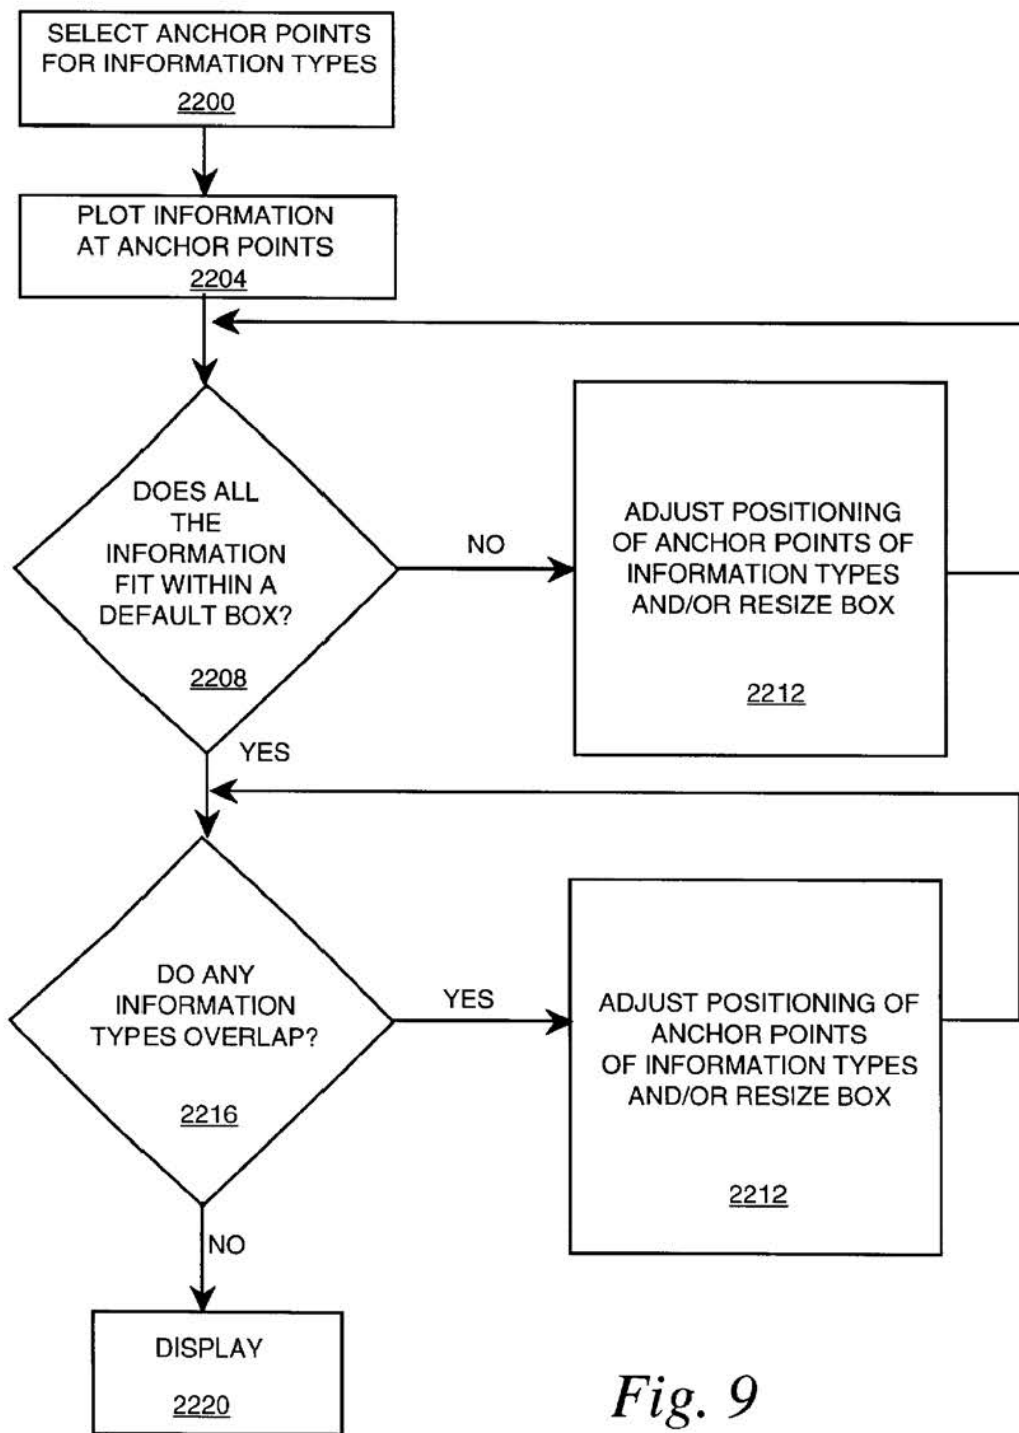 SELECT ANCHOR POINTS
FOR INFORMATION TYPES
2200
PLOT INFORMATION
AT ANCHOR POINTS
2204
DOES ALL
THE
INFORMATION
FIT WITHIN A
DEFAULT BOX?
2208
NO
ADJUST POSITIONING
OF ANCHOR POINTS OF
INFORMATION TYPES
AND/OR RESIZE BOX
2212
YES
DO ANY
INFORMATION
TYPES OVERLAP?
2216
YES
ADJUST POSITIONING OF
ANCHOR POINTS
OF INFORMATION TYPES
AND/OR RESIZE BOX
2212
NO
DISPLAY
2220
Fig. 9